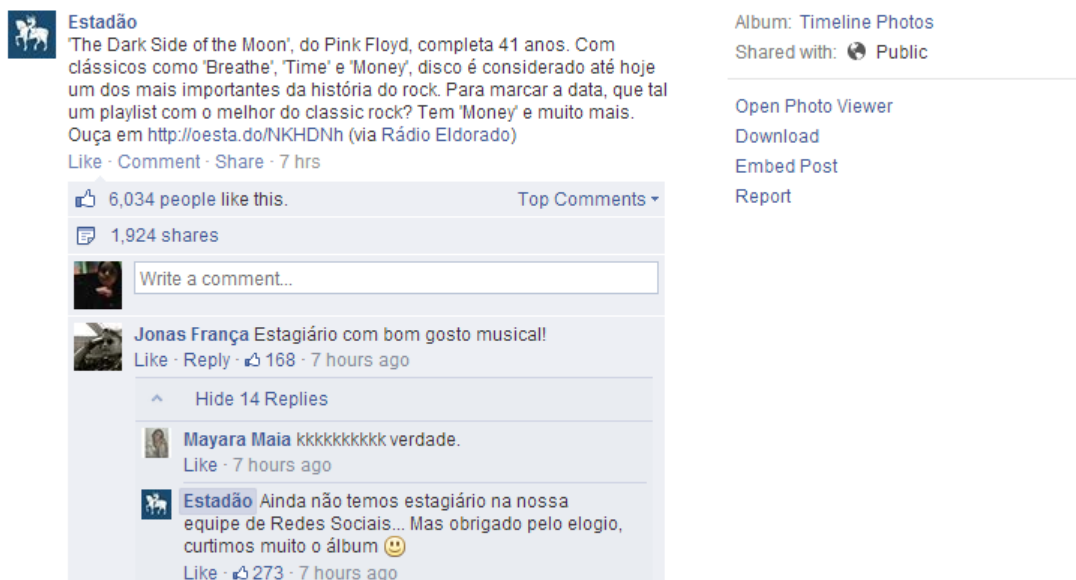 Estadão
'The Dark Side of the Moon', do Pink Floyd, completa 41 anos. Com
clássicos como 'Breathe', 'Time' e 'Money', disco é considerado até hoje
um dos mais importantes da história do rock. Para marcar a data, que tal
um playlist com o melhor do classic rock? Tem 'Money' e muito mais.
Ouça em http://oesta.do/NKHDNh (via Rádio Eldorado)
Like · Comment · Share · 7 hrs
6,034 people like this.
Top Comments
1,924 shares
Write a comment...
Jonas França Estagiário com bom gosto musical!
Like · Reply · 168 · 7 hours ago
Hide 14 Replies
Mayara Maia kkkkkkkkkk verdade.
Like · 7 hours ago
Estadão Ainda não temos estagiário na nossa
equipe de Redes Sociais... Mas obrigado pelo elogio,
curtimos muito o álbum
Like · 273 · 7 hours ago
Album: Timeline Photos
Shared with: Public
Open Photo Viewer
Download
Embed Post
Report